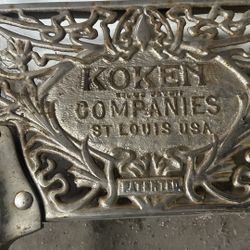 KOKEN
COMPANIES
ST LOUIS USA
PATENTED